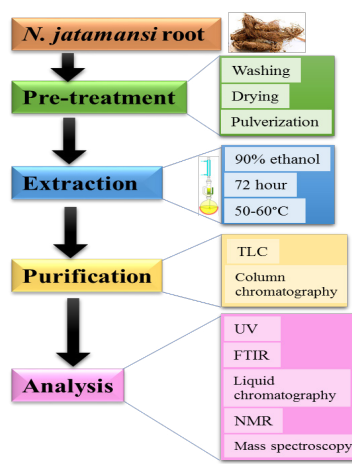 N. jatamansi root
Pre-treatment
Washing
Drying
Pulverization
Extraction
90% ethanol
72 hour
50-60°C
Purification
TLC
Column
chromatography
Analysis
UV
FTIR
Liquid
chromatography
NMR
Mass spectroscopy